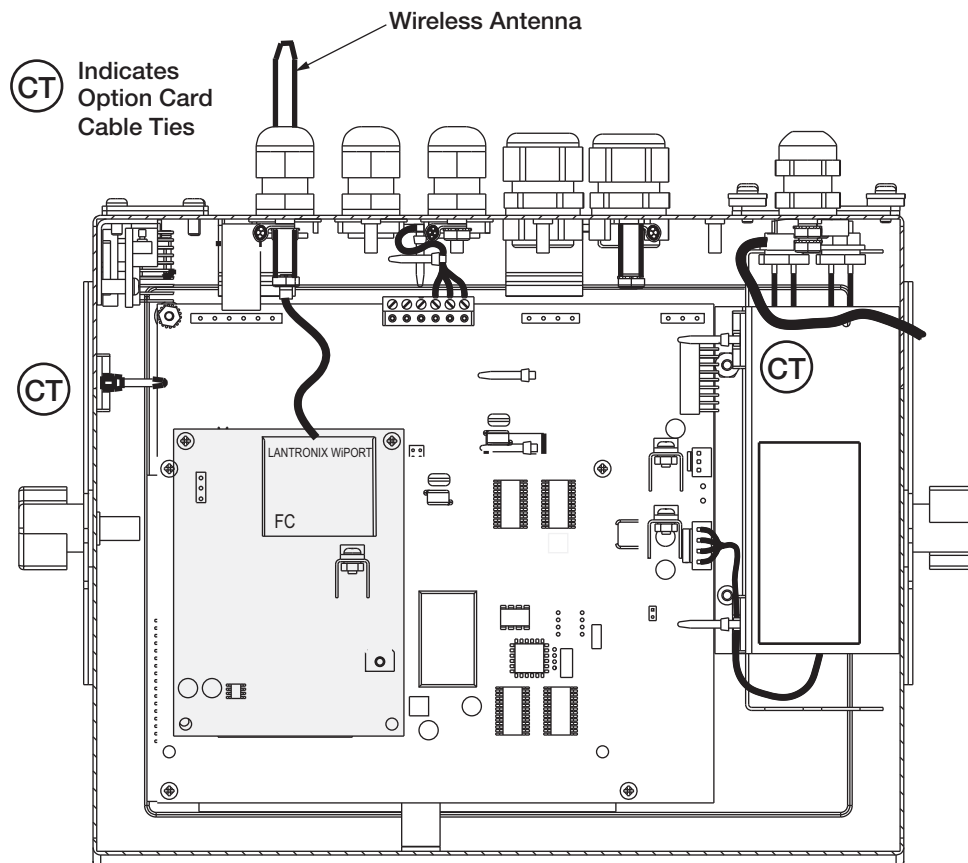 Wireless Antenna
CT
Indicates
Option Card
Cable Ties
CT
CT
LANTRONIX WiPORT
FC